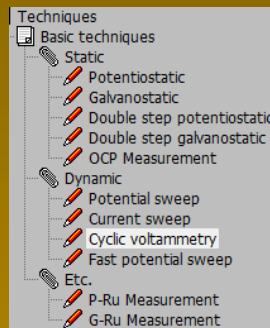 Techniques
Basic techniques
Static
Potentiostatic
Galvanostatic
Double step potentiostatic
Double step galvanostatic
OCP Measurement
Dynamic
Potential sweep
Current sweep
Cyclic voltammetry
Fast potential sweep
Etc.
P-Ru Measurement
G-Ru Measurement